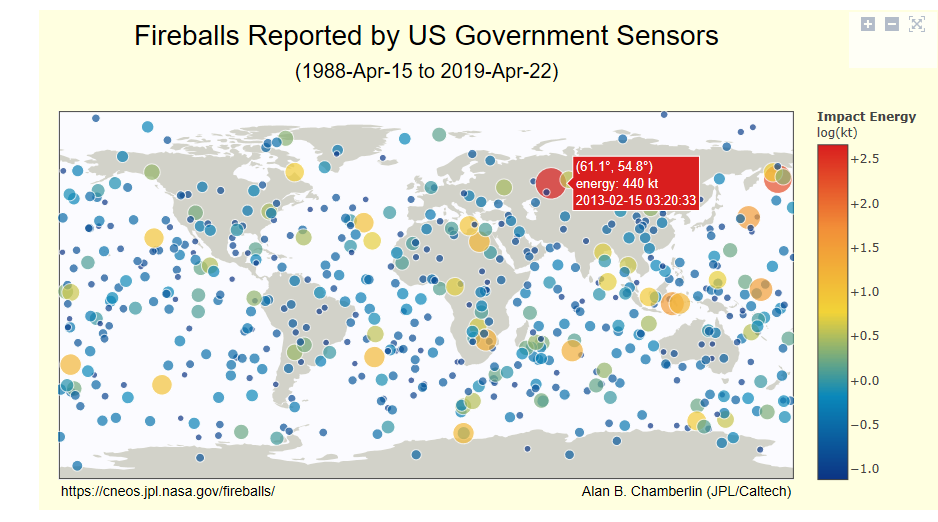 Fireballs Reported by US Government Sensors
(1988-Apr-15 to 2019-Apr-22)
Impact Energy
log(kt)
(61.1°, 54.8°)
energy: 440 kt
2013-02-15 03:20:33
+2.5
+2.0
+1.5
+1.0
+0.5
+0.0
−0.5
−1.0
https://cneos.jpl.nasa.gov/fireballs/
Alan B. Chamberlin (JPL/Caltech)